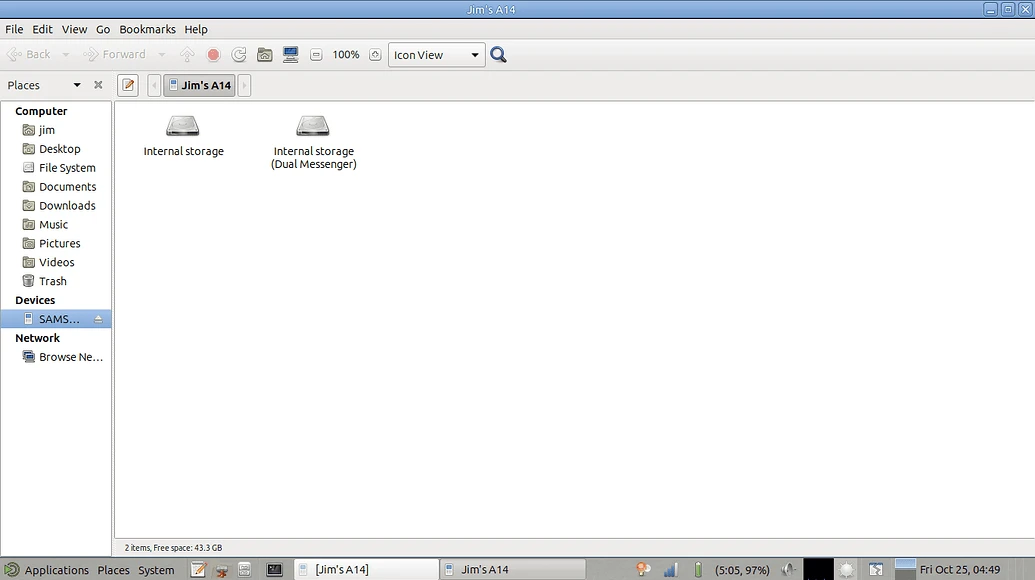 Jim's A14
File Edit View Go Bookmarks Help
Back Forward 100% Icon View
Places Jim's A14
Computer
jim
Desktop
File System
Documents
Downloads
Music
Pictures
Videos
Trash
Devices
SAMS...
Network
Browse Ne...
Internal storage
Internal storage
(Dual Messenger)
2 items, Free space: 43.3 GB
Applications Places System [Jim's A14] Jim's A14 (5:05, 97%) Fri Oct 25, 04:49